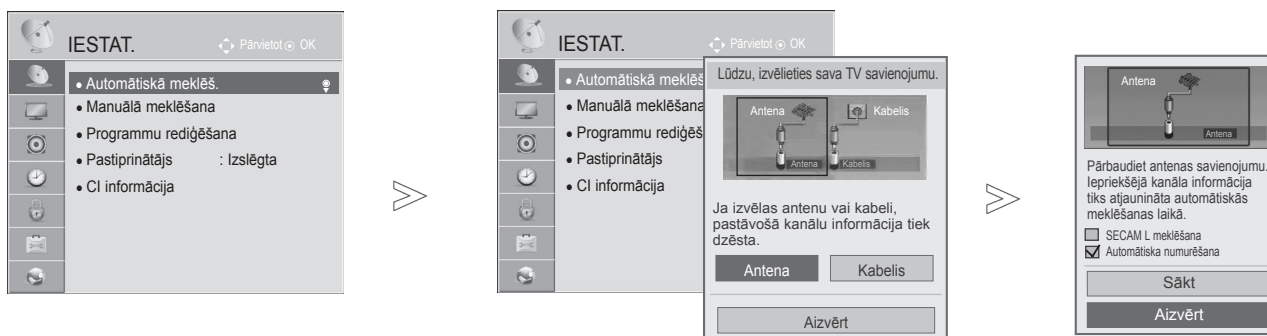 IESTAT.
Pārvietot OK
• Automātiskā meklēš.
• Manuālā meklēšana
• Programmu rediģēšana
• Pastiprinātājs : Izslēgta
• CI informācija
IESTAT.
Pārvietot OK
• Automātiskā meklēš
• Manuālā meklēšana
• Programmu rediģēš
• Pastiprinātājs
• CI informācija
Lūdzu, izvēlieties sava TV savienojumu.
Antena Kabelis
Antena Kabelis
Ja izvēlas antenu vai kabeli,
pastāvošā kanālu informācija tiek
dzēsta.
Antena Kabelis
Aizvērt
Antena
Antena
Pārbaudiet antenas savienojumu.
Iepriekšējā kanāla informācija
tiks atjaunināta automātiskās
meklēšanas laikā.
SECAM L meklēšana
Automātiska numurēšana
Sākt
Aizvērt